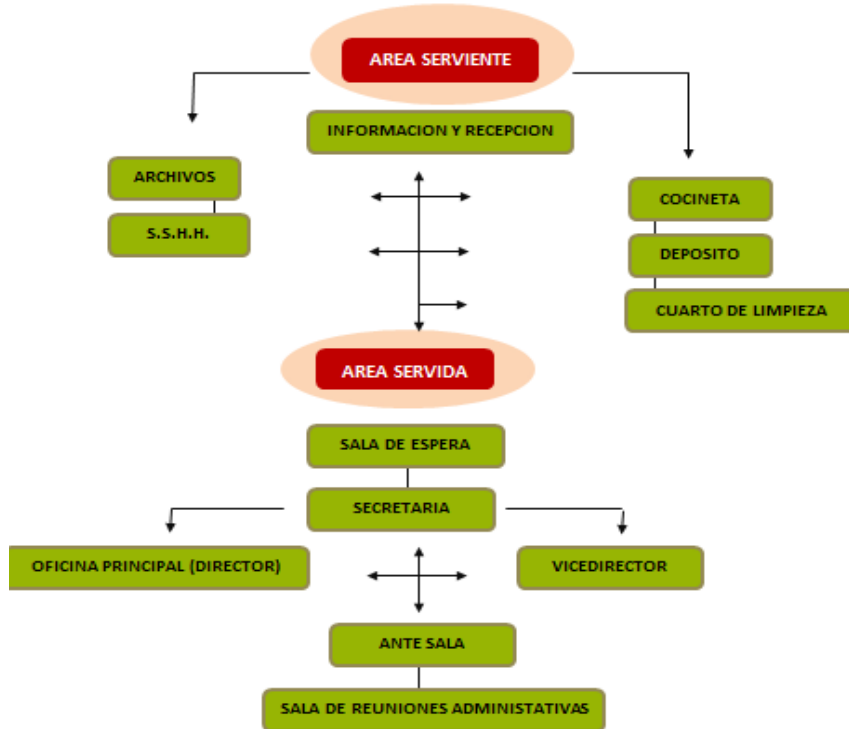 AREA SERVIENTE
INFORMACION Y RECEPCION
ARCHIVOS
S.S.H.H.
COCINETA
DEPOSITO
CUARTO DE LIMPIEZA
AREA SERVIDA
SALA DE ESPERA
SECRETARIA
OFICINA PRINCIPAL (DIRECTOR)
VICEDIRECTOR
ANTE SALA
SALA DE REUNIONES ADMINISTATIVAS